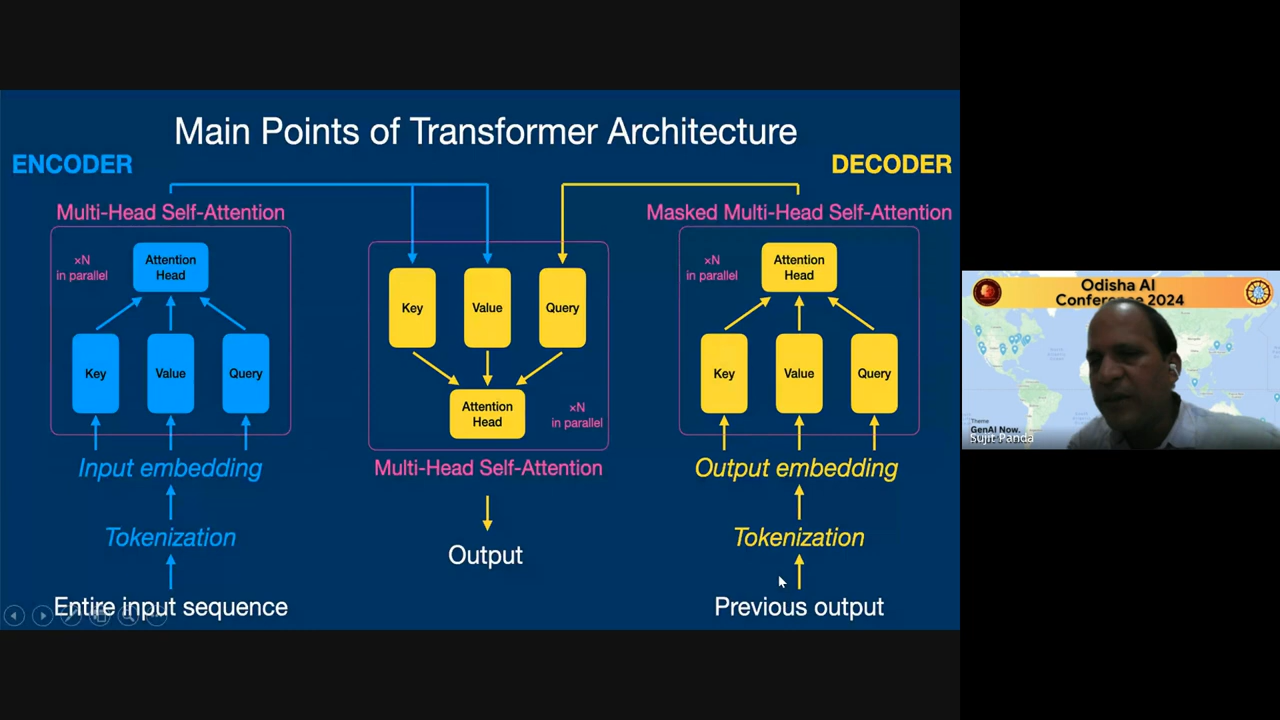 Main Points of Transformer Architecture
ENCODER
DECODER
Multi-Head Self-Attention
Masked Multi-Head Self-Attention
×N
in parallel
Attention
Head
Key
Value
Query
Input embedding
Tokenization
Entire input sequence
Key
Value
Query
Attention
Head
×N
in parallel
Multi-Head Self-Attention
Output
×N
in parallel
Attention
Head
Key
Value
Query
Output embedding
Tokenization
Previous output
Odisha AI
Conference 2024
Theme
GenAI Now.
Sujit Panda